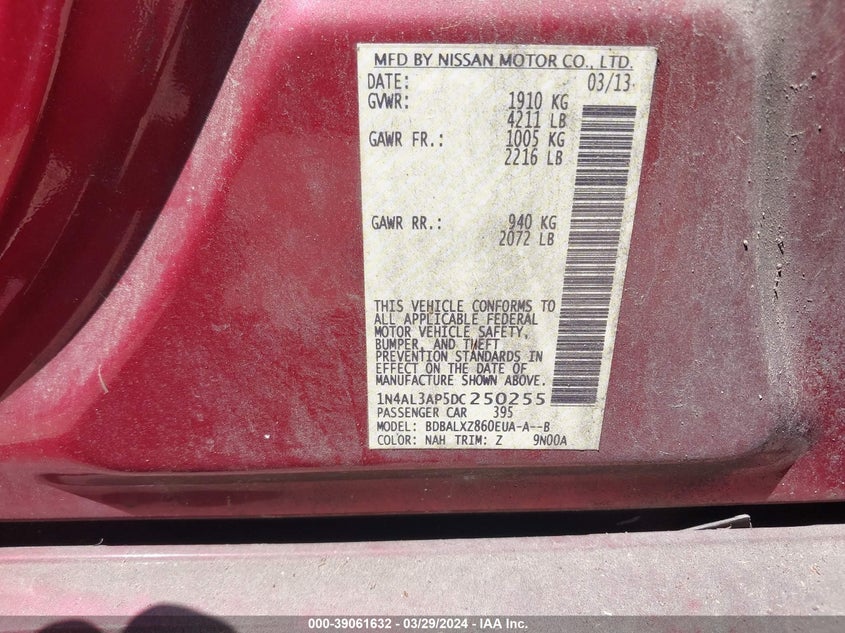 MFD BY NISSAN MOTOR CO., LTD.
DATE: 03/13
GVWR: 1910 KG
4211 LB
GAWR FR.: 1005 KG
2216 LB
GAWR RR.: 940 KG
2072 LB
THIS VEHICLE CONFORMS TO
ALL APPLICABLE FEDERAL
MOTOR VEHICLE SAFETY,
BUMPER, AND THEFT
PREVENTION STANDARDS IN
EFFECT ON THE DATE OF
MANUFACTURE SHOWN ABOVE.
1N4AL3AP5DC250255
PASSENGER CAR 395
MODEL: BDBALXZ860EUA-A--B
COLOR: NAH TRIM: Z 9N00A
000-39061632 / 03/29/2024 - IAA Inc.